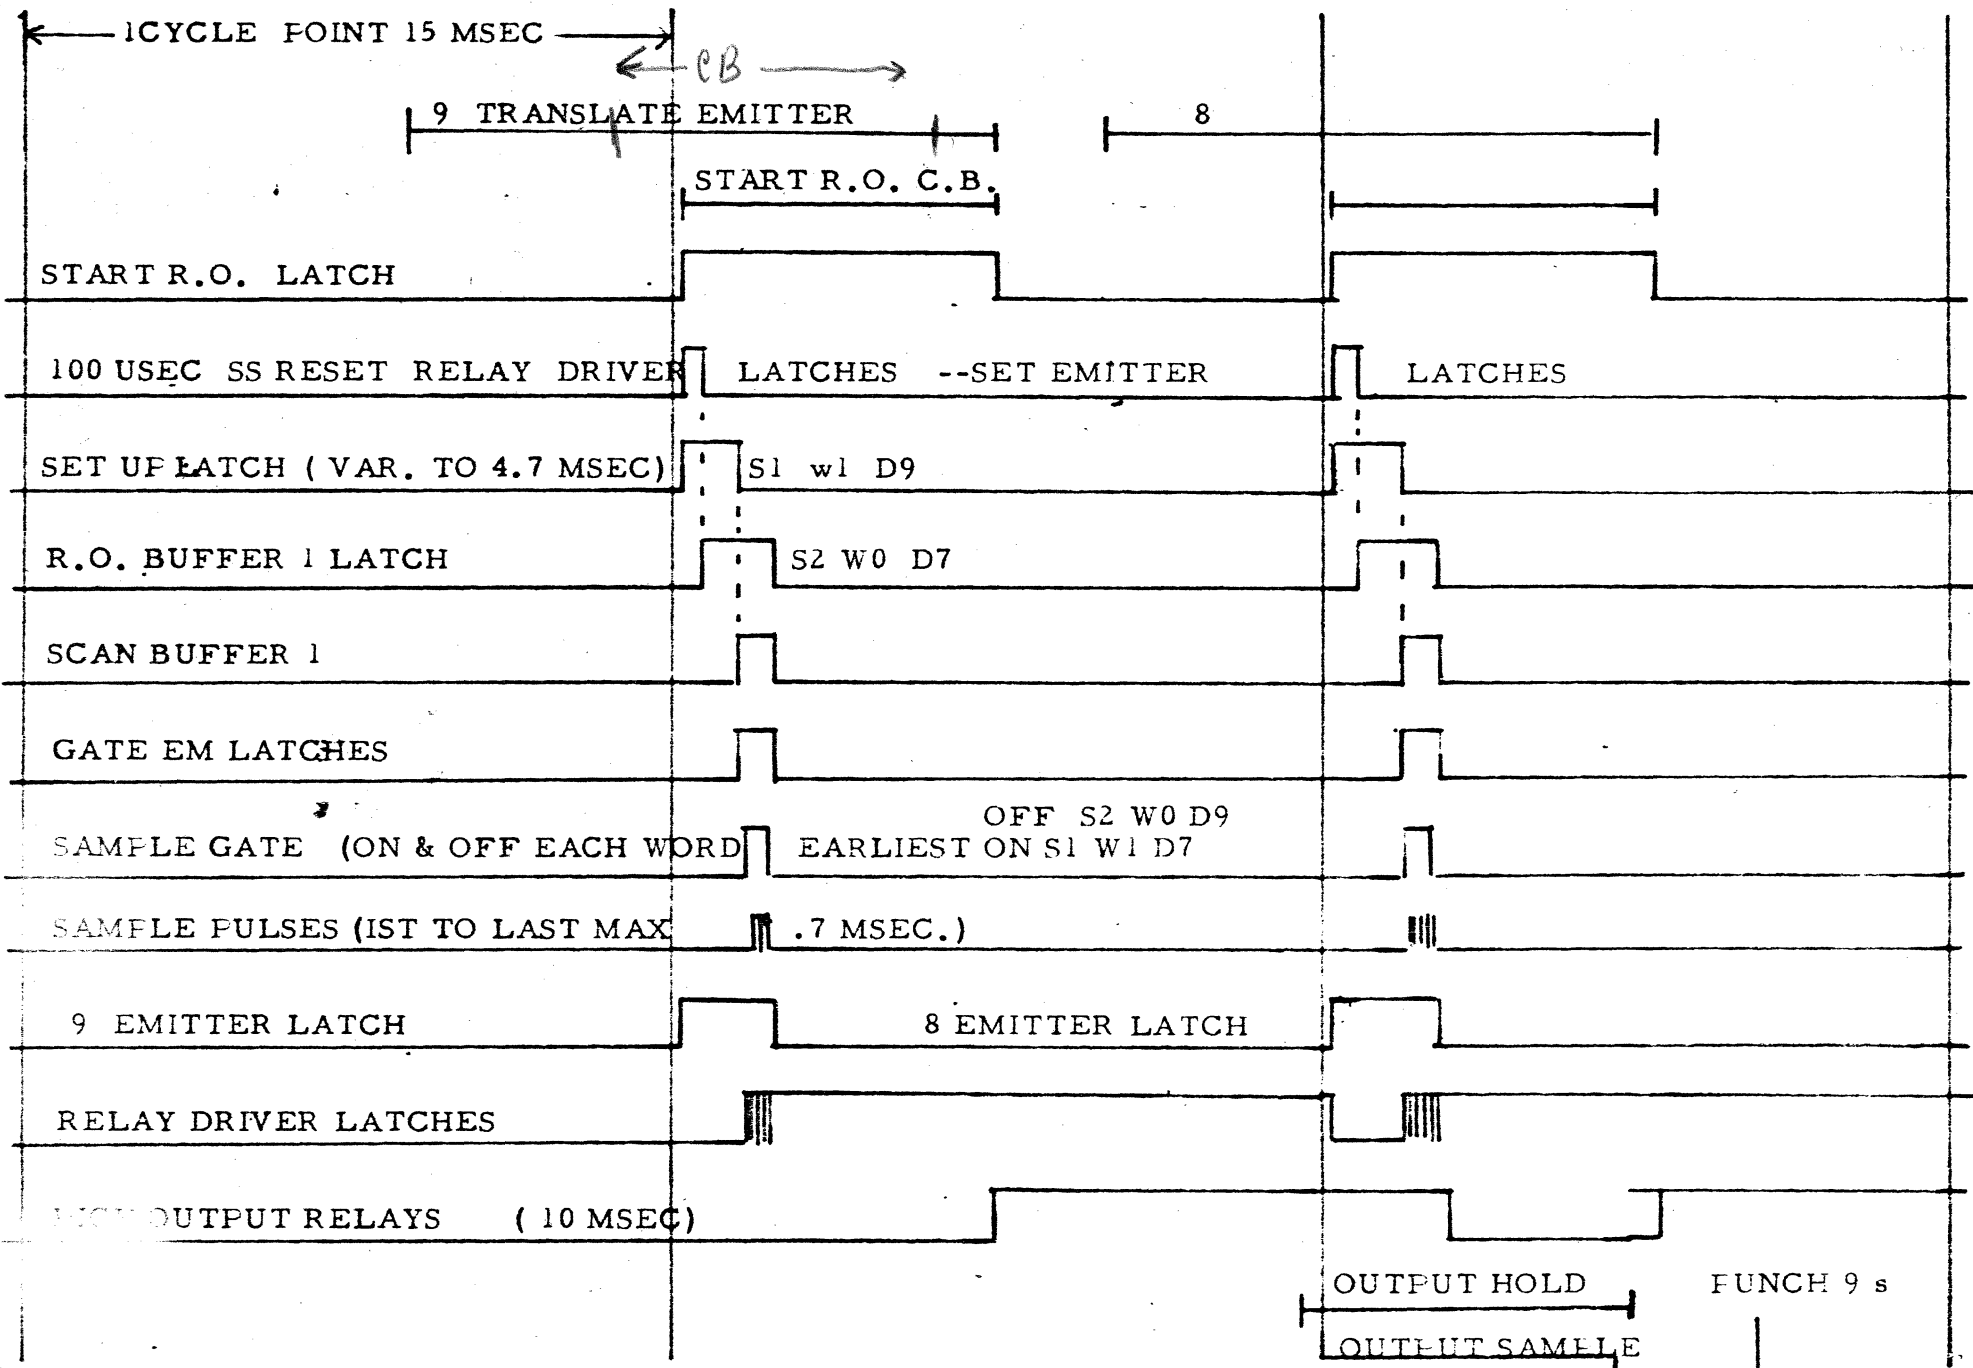 1CYCLE POINT 15 MSEC
CB
9 TRANSLATE EMITTER 8
START R.O. C.B.
START R.O. LATCH
100 USEC SS RESET RELAY DRIVER LATCHES --SET EMITTER LATCHES
SET UP LATCH (VAR. TO 4.7 MSEC) S1 w1 D9
R.O. BUFFER 1 LATCH S2 W0 D7
SCAN BUFFER 1
GATE EM LATCHES
OFF S2 W0 D9
SAMPLE GATE (ON & OFF EACH WORD EARLIEST ON S1 W1 D7
SAMPLE PULSES (IST TO LAST MAX .7 MSEC.)
9 EMITTER LATCH 8 EMITTER LATCH
RELAY DRIVER LATCHES
OUTPUT RELAYS (10 MSEC)
OUTPUT HOLD PUNCH 9 s
OUTPUT SAMPLE